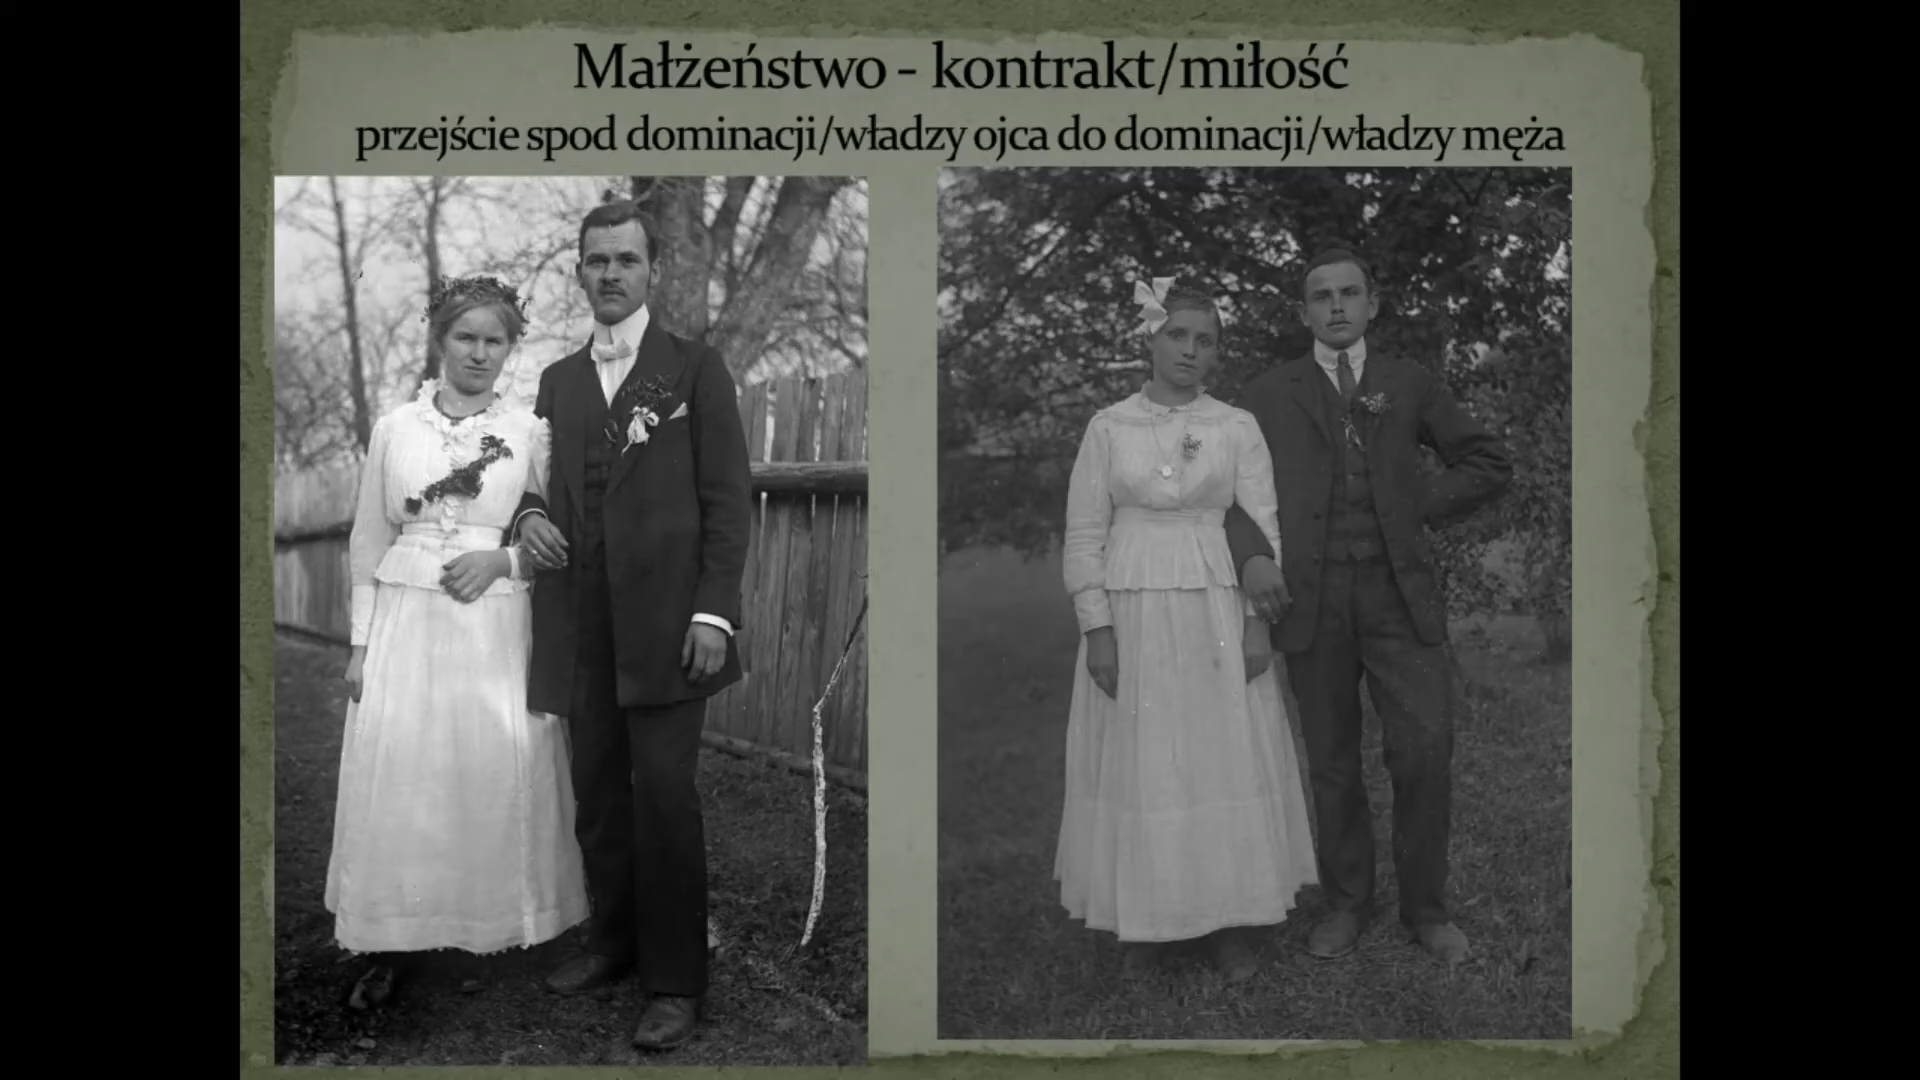 Małżeństwo - kontrakt/miłość
przejście spod dominacji/władzy ojca do dominacji/władzy męża